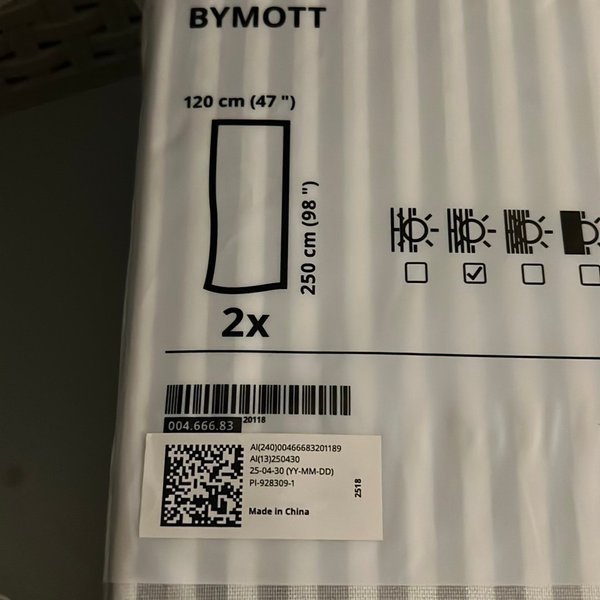 BYMOTT
120 cm (47 ")
250 cm (98 ")
2x
004.666.83
20118
AI(240)00466683201189
AI(13)250430
25-04-30 (YY-MM-DD)
PI-928309-1
2518
Made in China